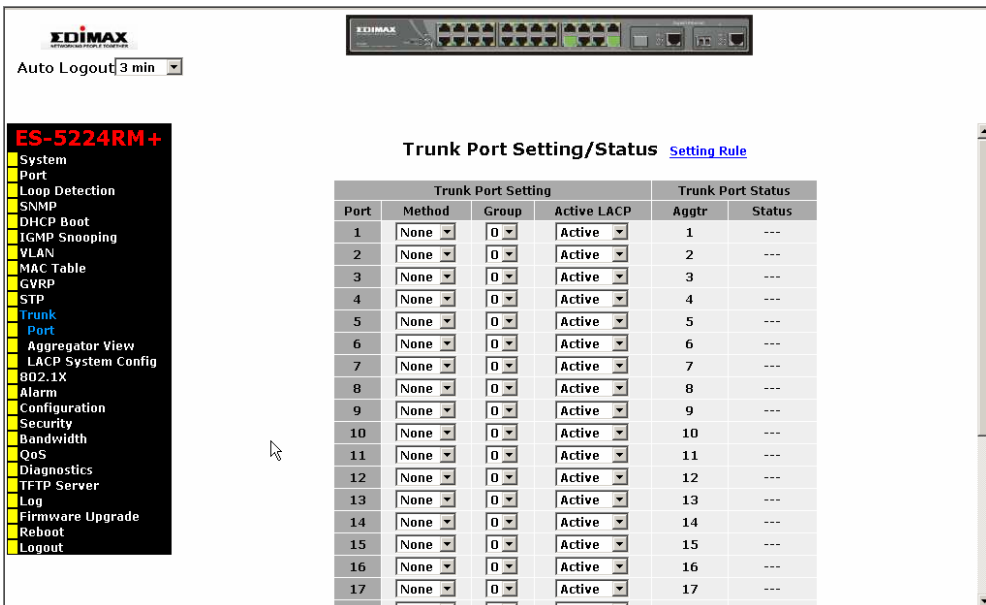 EDIMAX
NETWORKING PEOPLE TOGETHER
EDIMAX
Auto Logout 3 min
ES-5224RM+
System
Port
Loop Detection
SNMP
DHCP Boot
IGMP Snooping
VLAN
MAC Table
GVRP
STP
Trunk
Port
Aggregator View
LACP System Config
802.1X
Alarm
Configuration
Security
Bandwidth
QoS
Diagnostics
TFTP Server
Log
Firmware Upgrade
Reboot
Logout
Trunk Port Setting/Status Setting Rule
Trunk Port Setting Trunk Port Status
Port Method Group Active LACP Aggtr Status
1 None 0 Active 1 ---
2 None 0 Active 2 ---
3 None 0 Active 3 ---
4 None 0 Active 4 ---
5 None 0 Active 5 ---
6 None 0 Active 6 ---
7 None 0 Active 7 ---
8 None 0 Active 8 ---
9 None 0 Active 9 ---
10 None 0 Active 10 ---
11 None 0 Active 11 ---
12 None 0 Active 12 ---
13 None 0 Active 13 ---
14 None 0 Active 14 ---
15 None 0 Active 15 ---
16 None 0 Active 16 ---
17 None 0 Active 17 ---